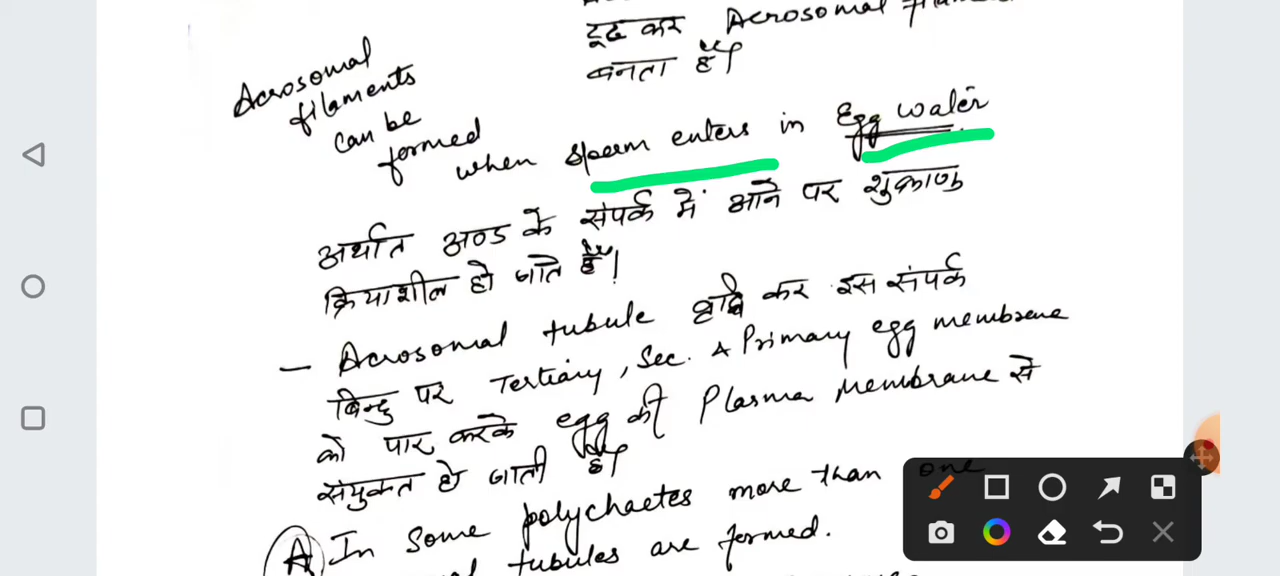 टूट कर Acrosomal
बनता है।
Acrosomal
filaments
can be
formed
when sperm enters in Egg water.
अर्थात अण्ड के संपर्क में आने पर शुक्राणु
क्रियाशील हो जाते हैं।
– Acrosomal tubule कर इस संपर्क
बिन्दु पर Tertiary, Sec. & Primary egg membrane
को पार करके egg की Plasma Membrane से
संयुक्त हो जाती है।
(A) In some polychaetes more than one
tubules are formed.